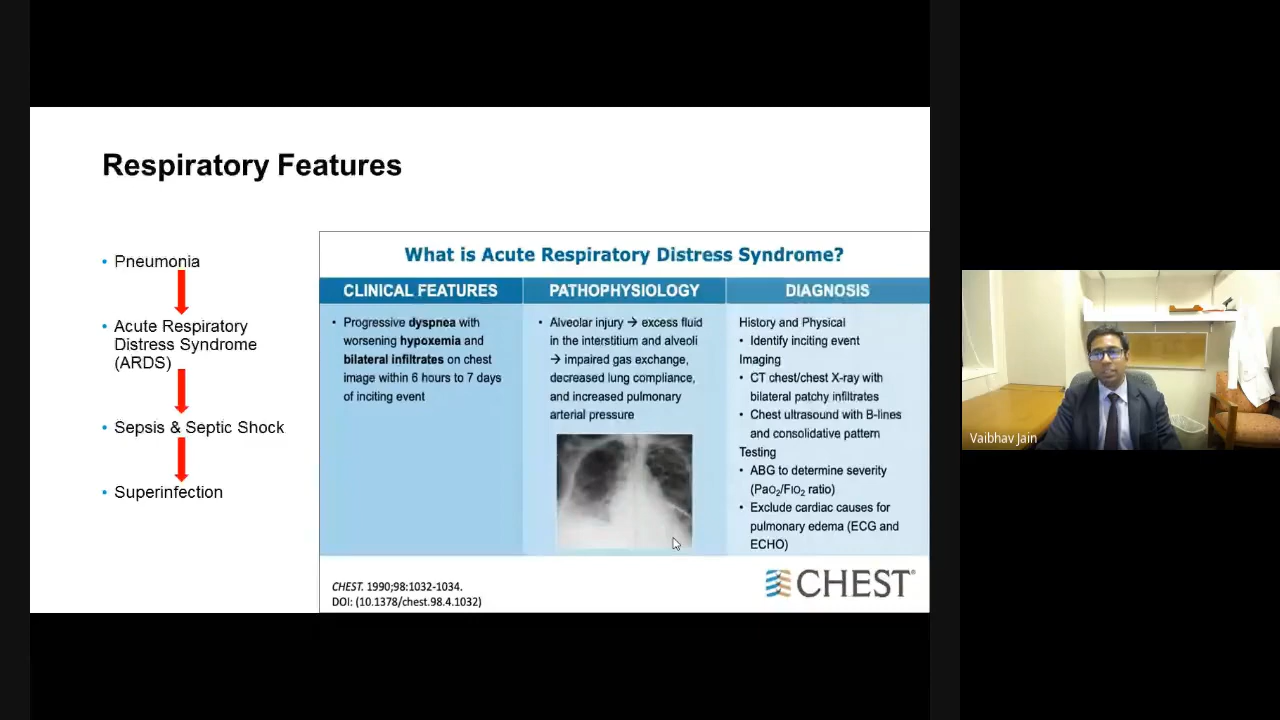 Respiratory Features
• Pneumonia
• Acute Respiratory
Distress Syndrome
(ARDS)
• Sepsis & Septic Shock
• Superinfection
What is Acute Respiratory Distress Syndrome?
CLINICAL FEATURES
• Progressive dyspnea with
worsening hypoxemia and
bilateral infiltrates on chest
image within 6 hours to 7 days
of inciting event
PATHOPHYSIOLOGY
• Alveolar injury → excess fluid
in the interstitium and alveoli
→ impaired gas exchange,
decreased lung compliance,
and increased pulmonary
arterial pressure
DIAGNOSIS
History and Physical
• Identify inciting event
Imaging
• CT chest/chest X-ray with
bilateral patchy infiltrates
• Chest ultrasound with B-lines
and consolidative pattern
Testing
• ABG to determine severity
(PaO₂/FIO₂ ratio)
• Exclude cardiac causes for
pulmonary edema (ECG and
ECHO)
CHEST. 1990;98:1032-1034.
DOI: (10.1378/chest.98.4.1032)
CHEST®
Vaibhav Jain